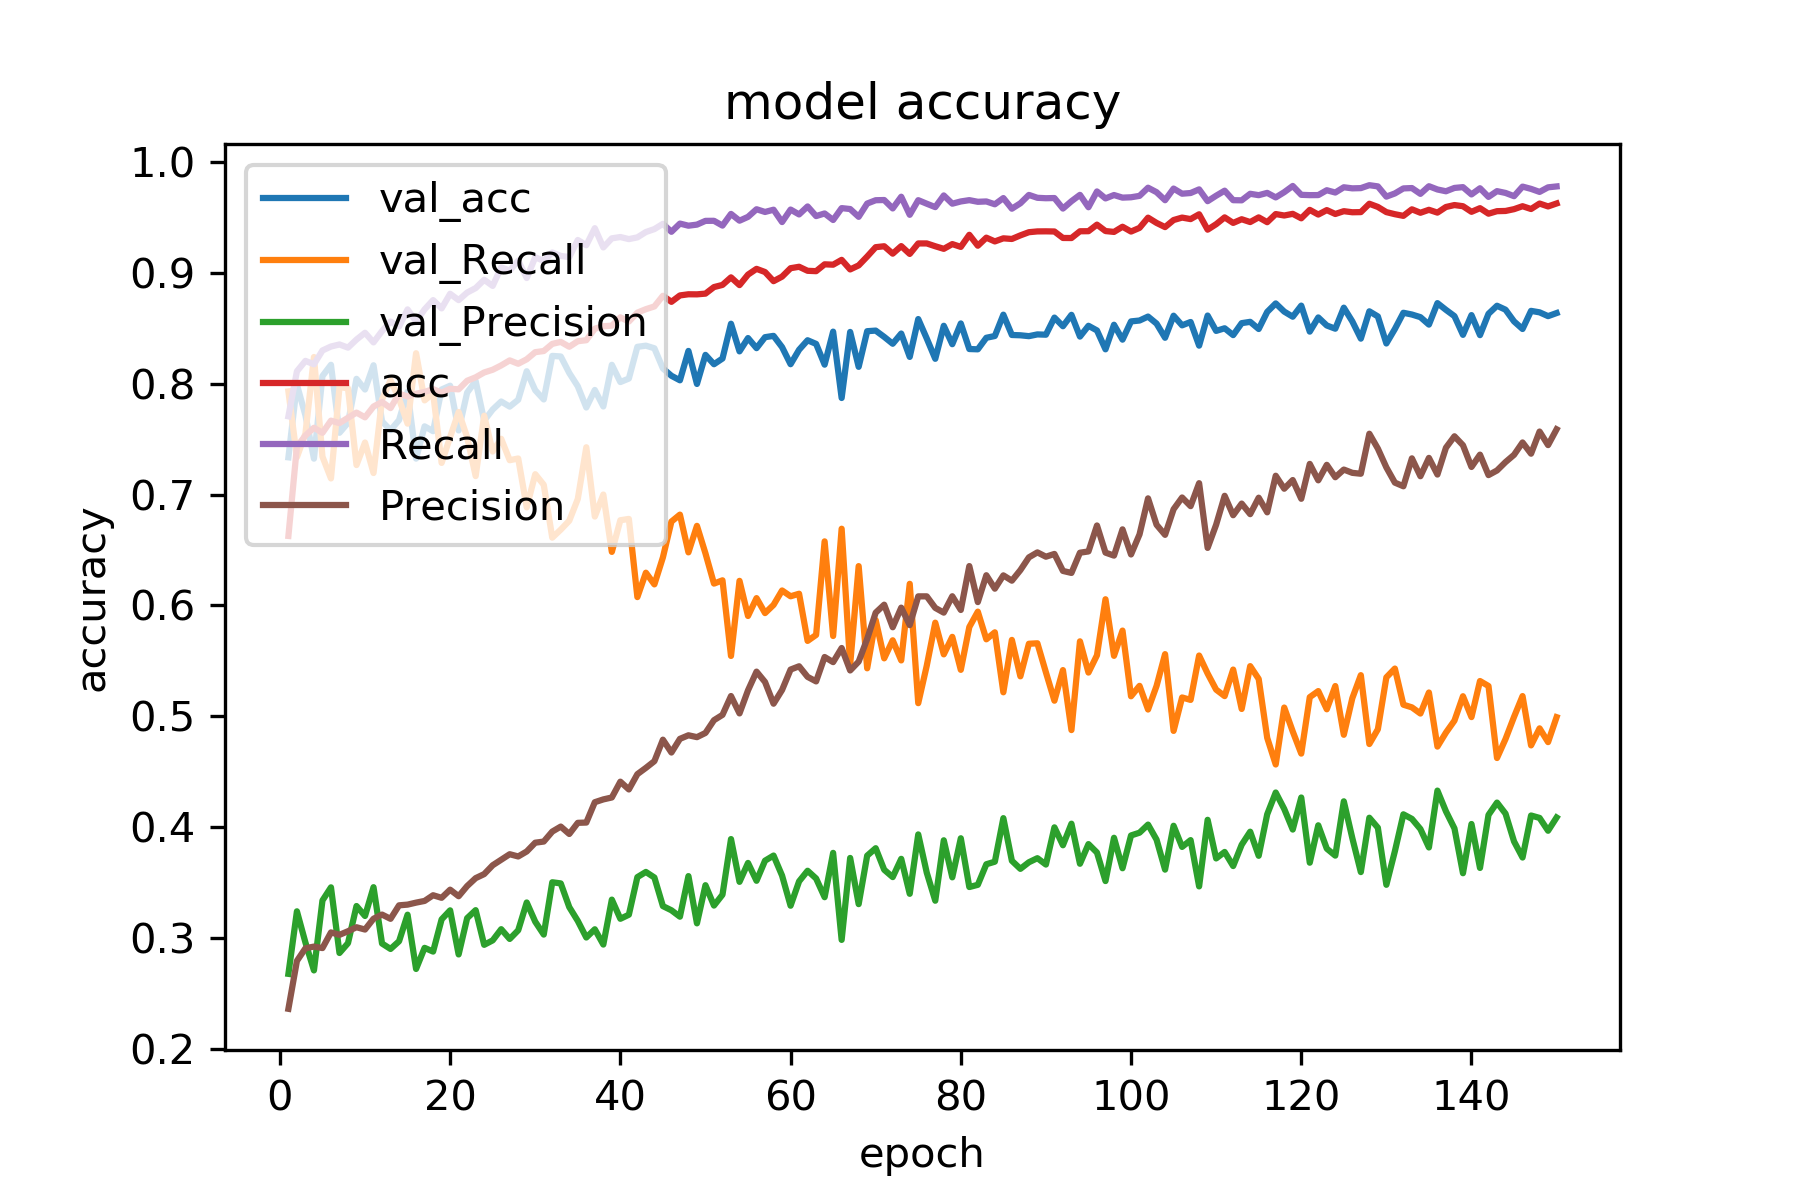 model accuracy
1.0
0.9
0.8
0.7
0.6
0.5
0.4
0.3
0.2
accuracy
val_acc
val_Recall
val_Precision
acc
Recall
Precision
0 20 40 60 80 100 120 140
epoch